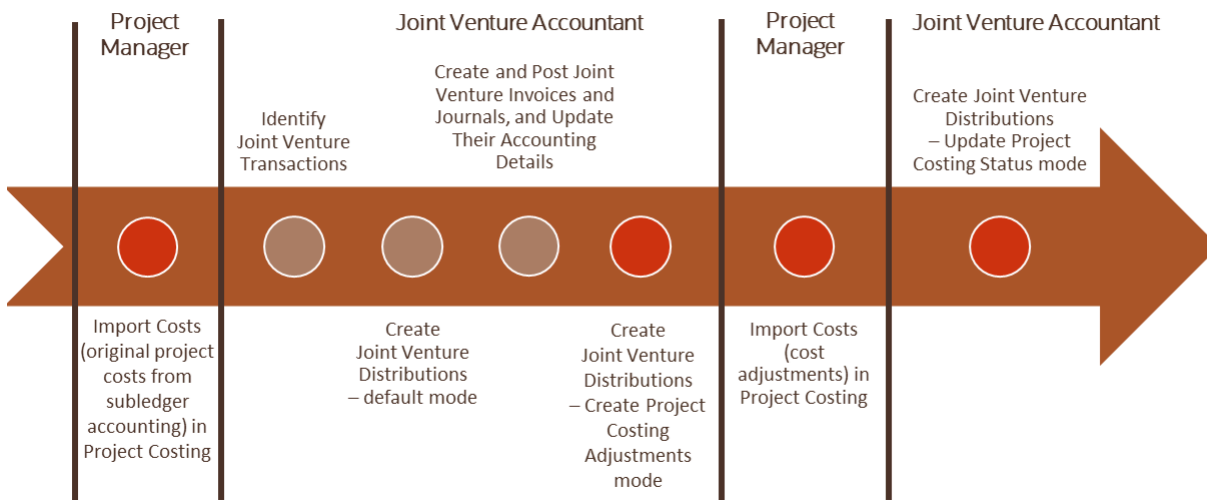 Project
Manager
Joint Venture Accountant
Project
Manager
Joint Venture Accountant
Identify
Joint Venture
Transactions
Create and Post Joint
Venture Invoices and
Journals, and Update
Their Accounting
Details
Create Joint Venture
Distributions
– Update Project
Costing Status mode
Import Costs
(original project
costs from
subledger
accounting) in
Project Costing
Create
Joint Venture
Distributions
– default mode
Create
Joint Venture
Distributions
– Create Project
Costing
Adjustments
mode
Import Costs
(cost
adjustments) in
Project Costing